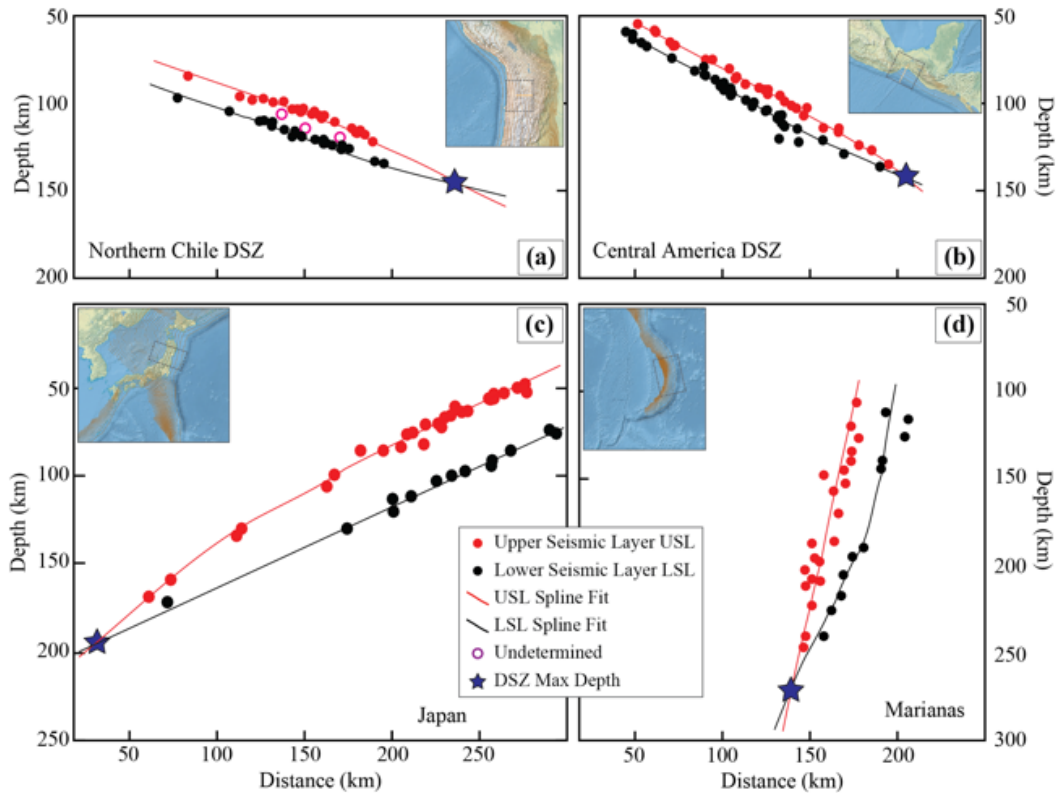 50
100
150
200
Depth (km)
Northern Chile DSZ
(a)
50
100
150
200
Depth (km)
Central America DSZ
(b)
50
100
150
200
250
Depth (km)
(c)
Japan
50
100
150
200
250
Distance (km)
Upper Seismic Layer USL
Lower Seismic Layer LSL
USL Spline Fit
LSL Spline Fit
Undetermined
DSZ Max Depth
(d)
Marianas
50
100
150
200
250
300
Depth (km)
50
100
150
200
Distance (km)